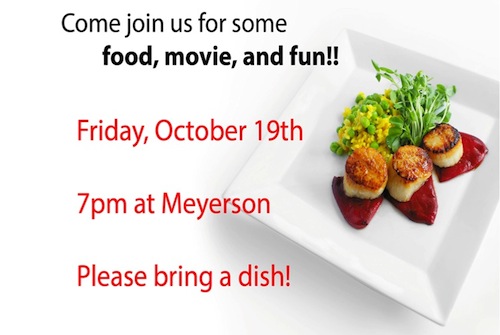 Come join us for some
food, movie, and fun!!
Friday, October 19th
7pm at Meyerson
Please bring a dish!